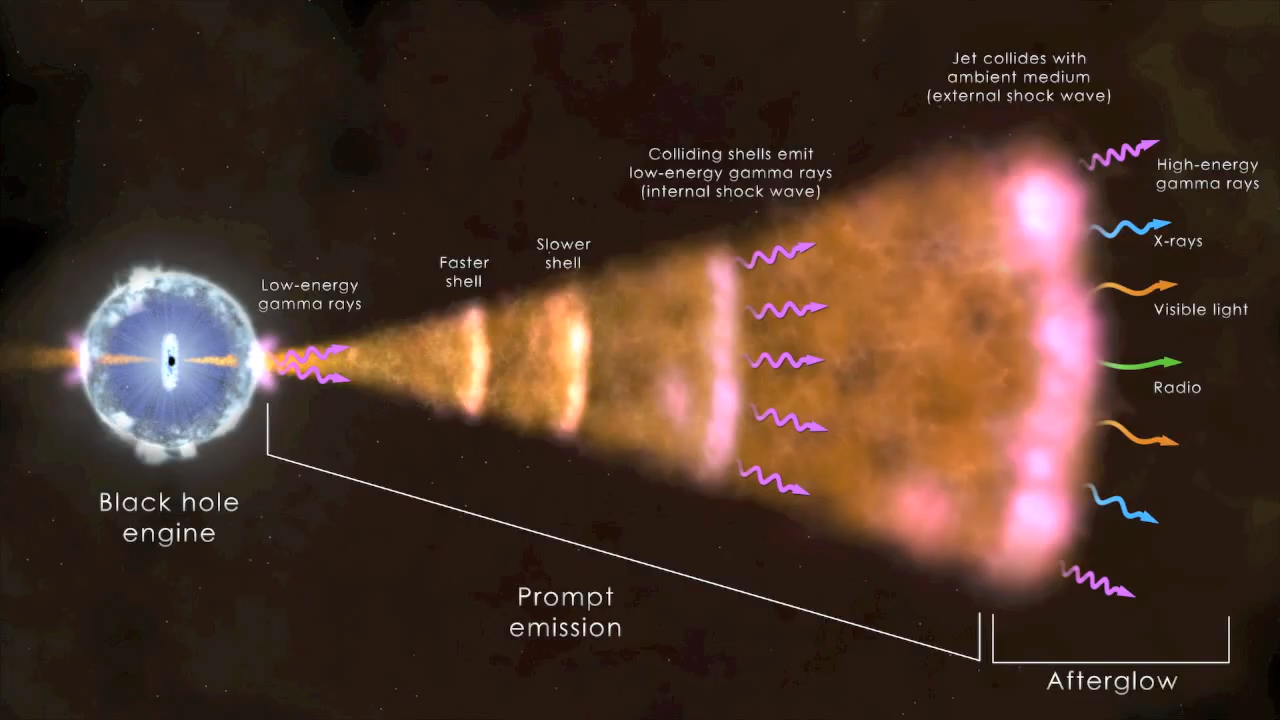 Jet collides with
ambient medium
(external shock wave)
Colliding shells emit
low-energy gamma rays
(internal shock wave)
High-energy
gamma rays
X-rays
Slower
shell
Faster
shell
Low-energy
gamma rays
Visible light
Radio
Black hole
engine
Prompt
emission
Afterglow